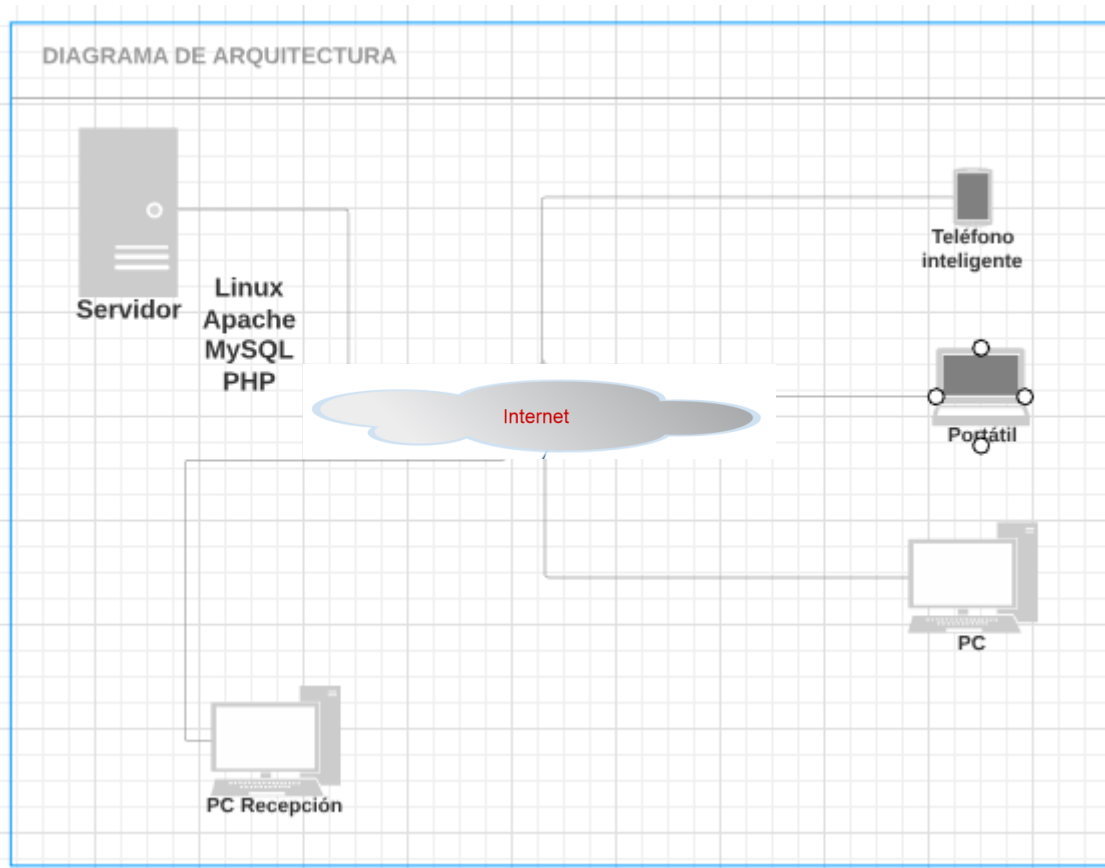 DIAGRAMA DE ARQUITECTURA
Servidor
Linux
Apache
MySQL
PHP
Internet
Teléfono
inteligente
Portátil
PC
PC Recepción